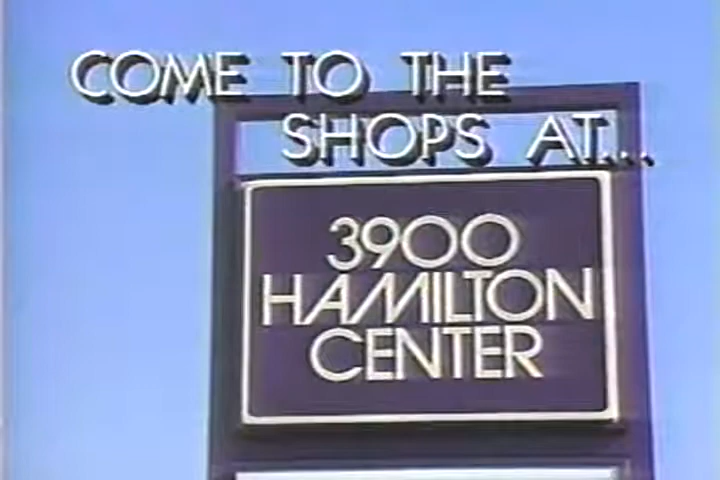 COME TO THE
SHOPS AT...
3900
HAMILTON
CENTER